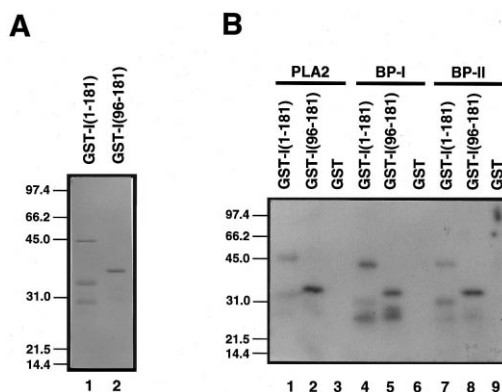 A
GST-I(1-181)
GST-I(96-181)
97.4
66.2
45.0
31.0
21.5
14.4
1 2
B
PLA2 BP-I BP-II
GST-I(1-181)
GST-I(96-181)
GST
GST-I(1-181)
GST-I(96-181)
GST
GST-I(1-181)
GST-I(96-181)
GST
97.4
66.2
45.0
31.0
21.5
14.4
1 2 3 4 5 6 7 8 9